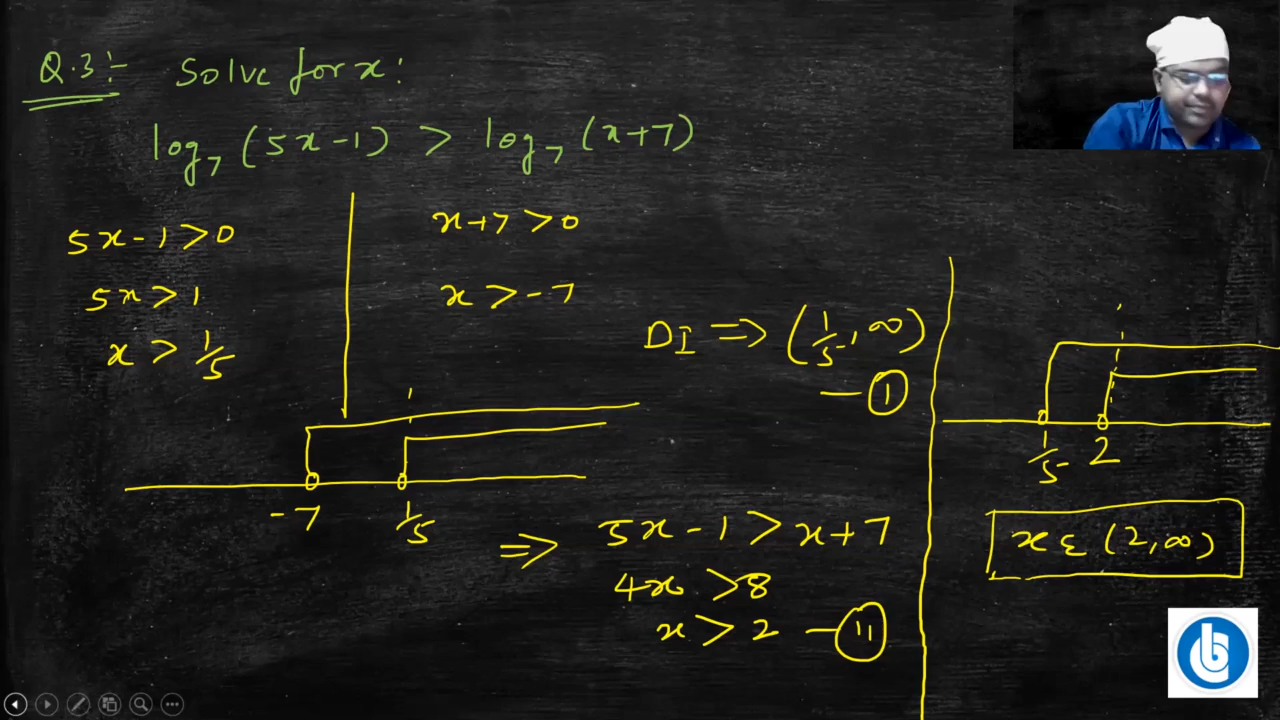 Q.3:- Solve for x:
log₇ (5x-1) > log₇ (x+7)
5x-1>0
5x>1
x > 1/5
x+7 >0
x > -7
DI => (1/5, ∞)
— ①
-7 1/5
=> 5x-1 > x+7
4x >8
x > 2 — ⑪
1/5 2
x ε (2,∞)
b